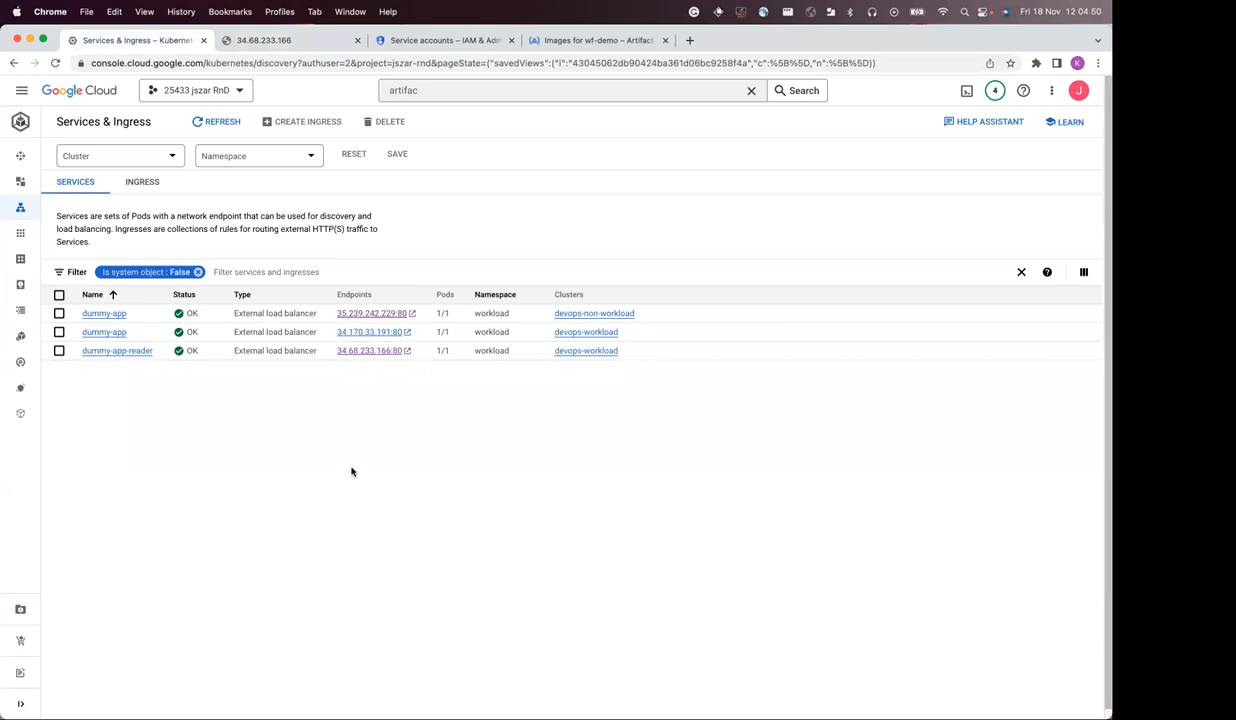 Chrome File Edit View History Bookmarks Profiles Tab Window Help Fri 18 Nov 12 04.50
Services & Ingress – Kubernet 34.68.233.166 Service accounts – IAM & Adm Images for wf-demo – Artifact
console.cloud.google.com/kubernetes/discovery?authuser=2&project=jszar-rnd&pageState=("savedViews":("i":"43045062db90424ba361d06bc9258f4a","c":%5B%5D,"n":%5B%5D)) K
Google Cloud 25433 jszar RnD artifac Search 4 J
Services & Ingress REFRESH CREATE INGRESS DELETE HELP ASSISTANT LEARN
Cluster Namespace RESET SAVE
SERVICES INGRESS
Services are sets of Pods with a network endpoint that can be used for discovery and
load balancing. Ingresses are collections of rules for routing external HTTP(S) traffic to
Services.
Filter Is system object : False Filter services and ingresses
Name Status Type Endpoints Pods Namespace Clusters
dummy-app OK External load balancer 35.239.242.229:80 1/1 workload devops-non-workload
dummy-app OK External load balancer 34.170.33.191:80 1/1 workload devops-workload
dummy-app-reader OK External load balancer 34.68.233.166:80 1/1 workload devops-workload